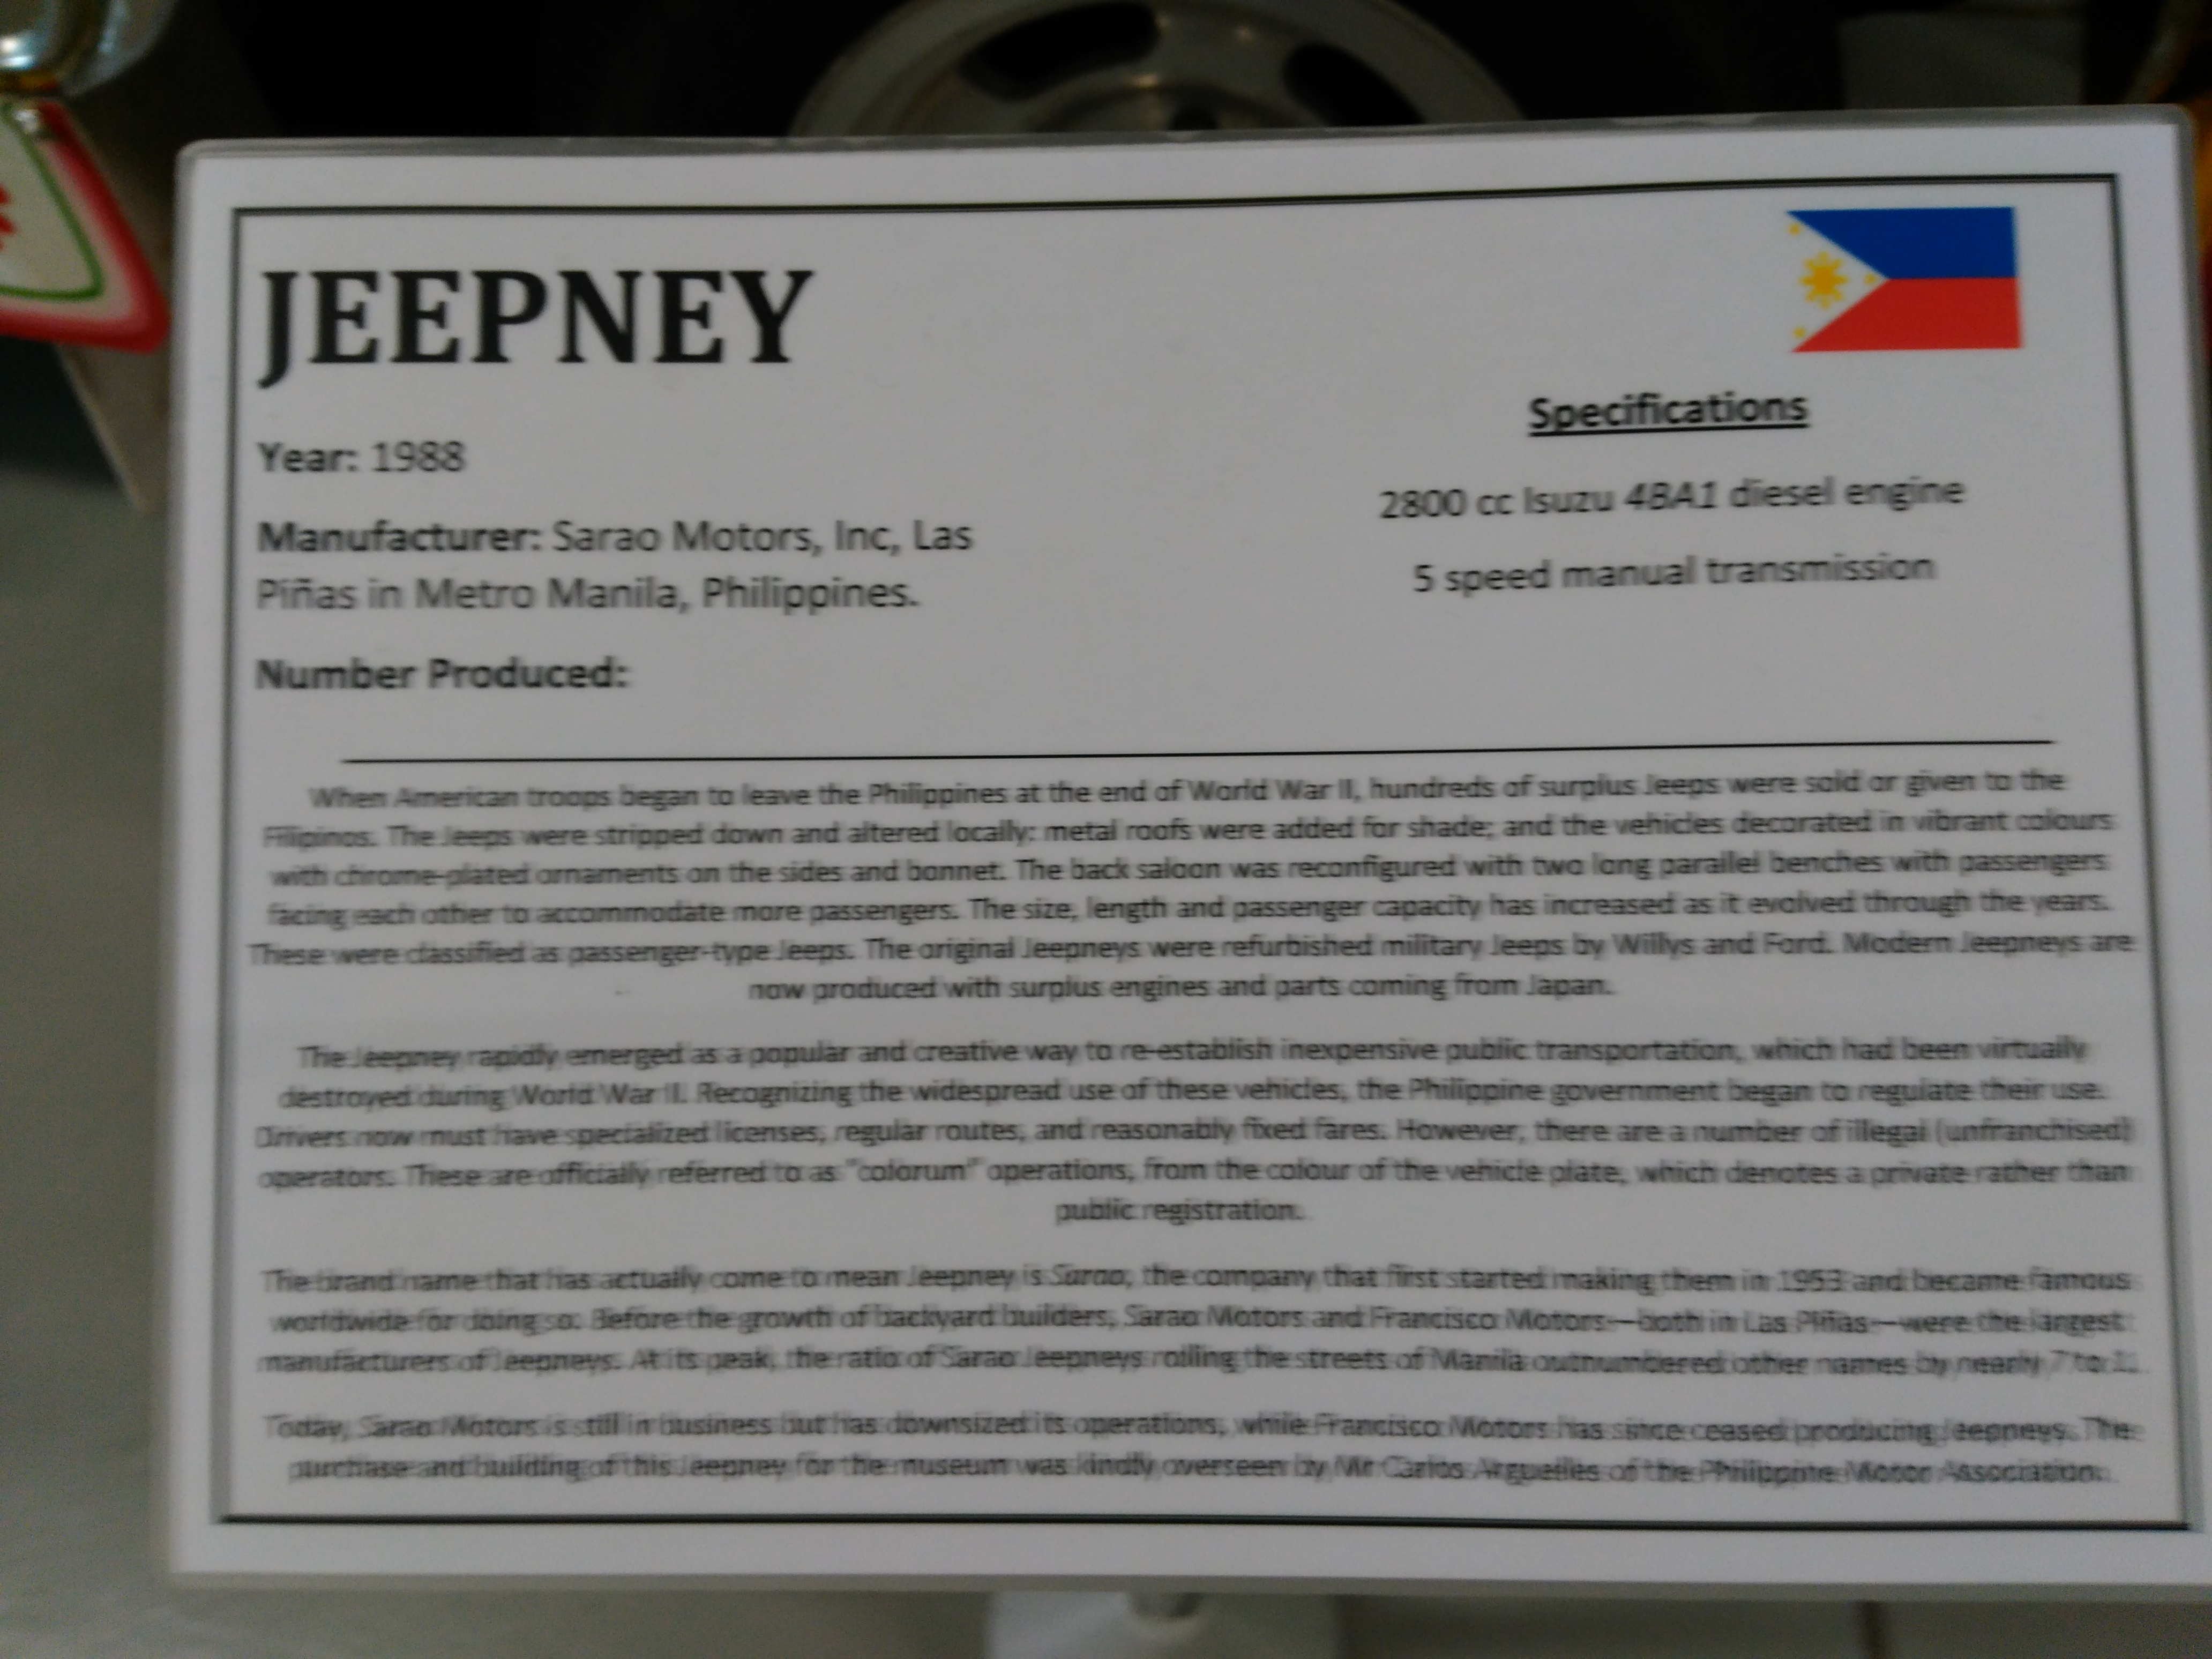 JEEPNEY
Year: 1988
Manufacturer: Sarao Motors, Inc, Las
Piñas in Metro Manila, Philippines.
Number Produced:
Specifications
2800 cc Isuzu 4BA1 diesel engine
5 speed manual transmission
When American troops began to leave the Philippines at the end of World War II, hundreds of surplus Jeeps were sold or given to the
Filipinos. The Jeeps were stripped down and altered locally: metal roofs were added for shade; and the vehicles decorated in vibrant colours
with chrome-plated ornaments on the sides and bonnet. The back saloon was reconfigured with two long parallel benches with passengers
facing each other to accommodate more passengers. The size, length and passenger capacity has increased as it evolved through the years.
These were classified as passenger-type Jeeps. The original Jeepneys were refurbished military Jeeps by Willys and Ford. Modern Jeepneys are
now produced with surplus engines and parts coming from Japan.
The Jeepney rapidly emerged as a popular and creative way to re-establish inexpensive public transportation, which had been virtually
destroyed during World War II. Recognizing the widespread use of these vehicles, the Philippine government began to regulate their use.
Drivers now must have specialized licenses, regular routes, and reasonably fixed fares. However, there are a number of illegal (unfranchised)
operators. These are officially referred to as "colorum" operations, from the colour of the vehicle plate, which denotes a private rather than
public registration.
The brand name that has actually come to mean Jeepney is Sarao, the company that first started making them in 1953 and became famous
worldwide for doing so. Before the growth of backyard builders, Sarao Motors and Francisco Motors—both in Las Piñas—were the largest
manufacturers of Jeepneys. At its peak, the ratio of Sarao Jeepneys rolling the streets of Manila outnumbered other names by nearly 7 to 1.
Today, Sarao Motors is still in business but has downsized its operations, while Francisco Motors has since ceased producing Jeepneys. The
purchase and building of this Jeepney for the museum was kindly overseen by Mr Carlos Arguelles of the Philippine Motor Association.